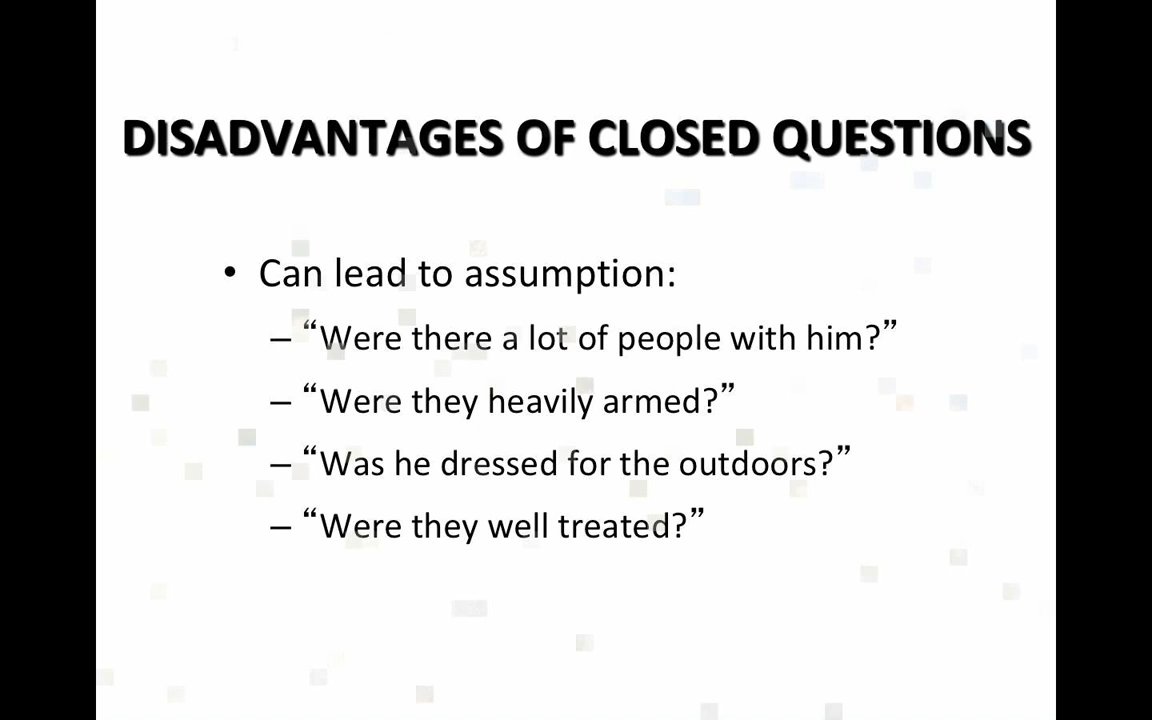 DISADVANTAGES OF CLOSED QUESTIONS
• Can lead to assumption:
– “Were there a lot of people with him?”
– “Were they heavily armed?”
– “Was he dressed for the outdoors?”
– “Were they well treated?”